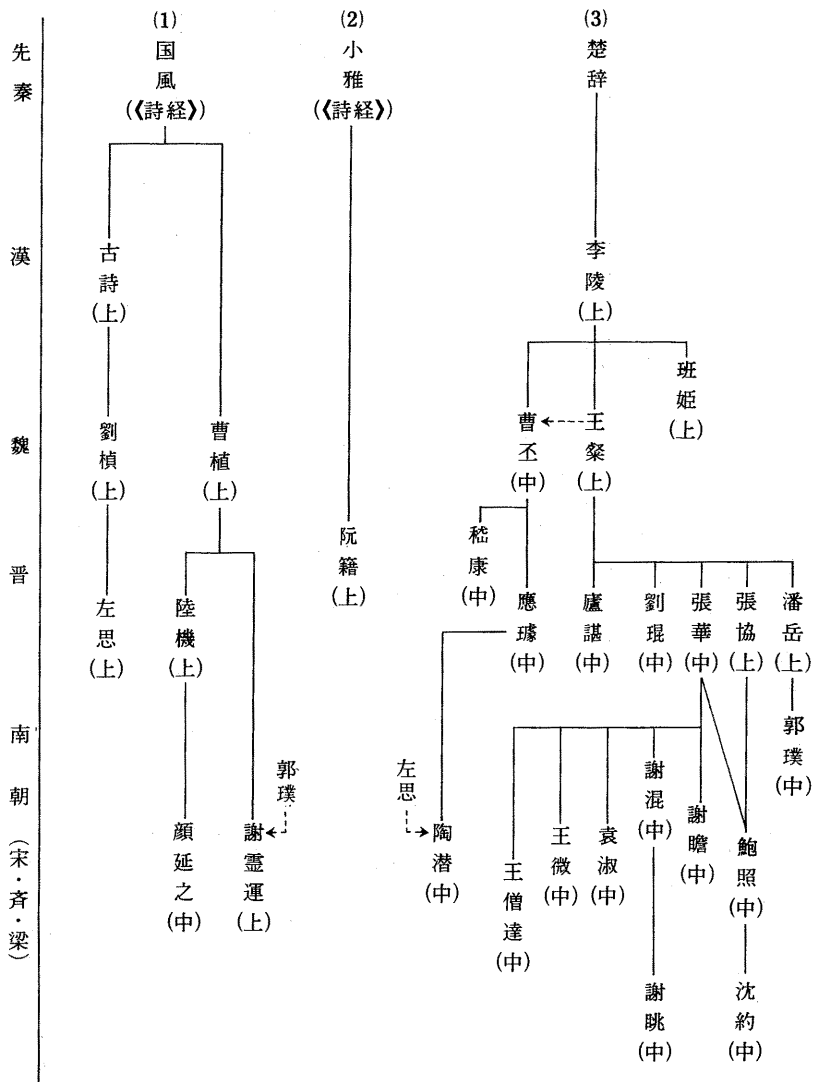 先秦
漢
魏
晋
南朝（宋・斉・梁）
(1)
国風
(《詩経》)
古詩(上)
劉楨(上)
左思(上)
曹植(上)
陸機(上)
顔延之(中)
謝霊運(上)
郭璞
(2)
小雅
(《詩経》)
阮籍(上)
(3)
楚辞
李陵(上)
曹丕(中)
王粲(上)
班姫(上)
嵇康(中)
應璩(中)
左思
陶潜(中)
廬諶(中)
劉琨(中)
張華(中)
張協(上)
潘岳(上)
郭璞(中)
王僧達(中)
王微(中)
袁淑(中)
謝混(中)
謝瞻(中)
鮑照(中)
謝眺(中)
沈約(中)